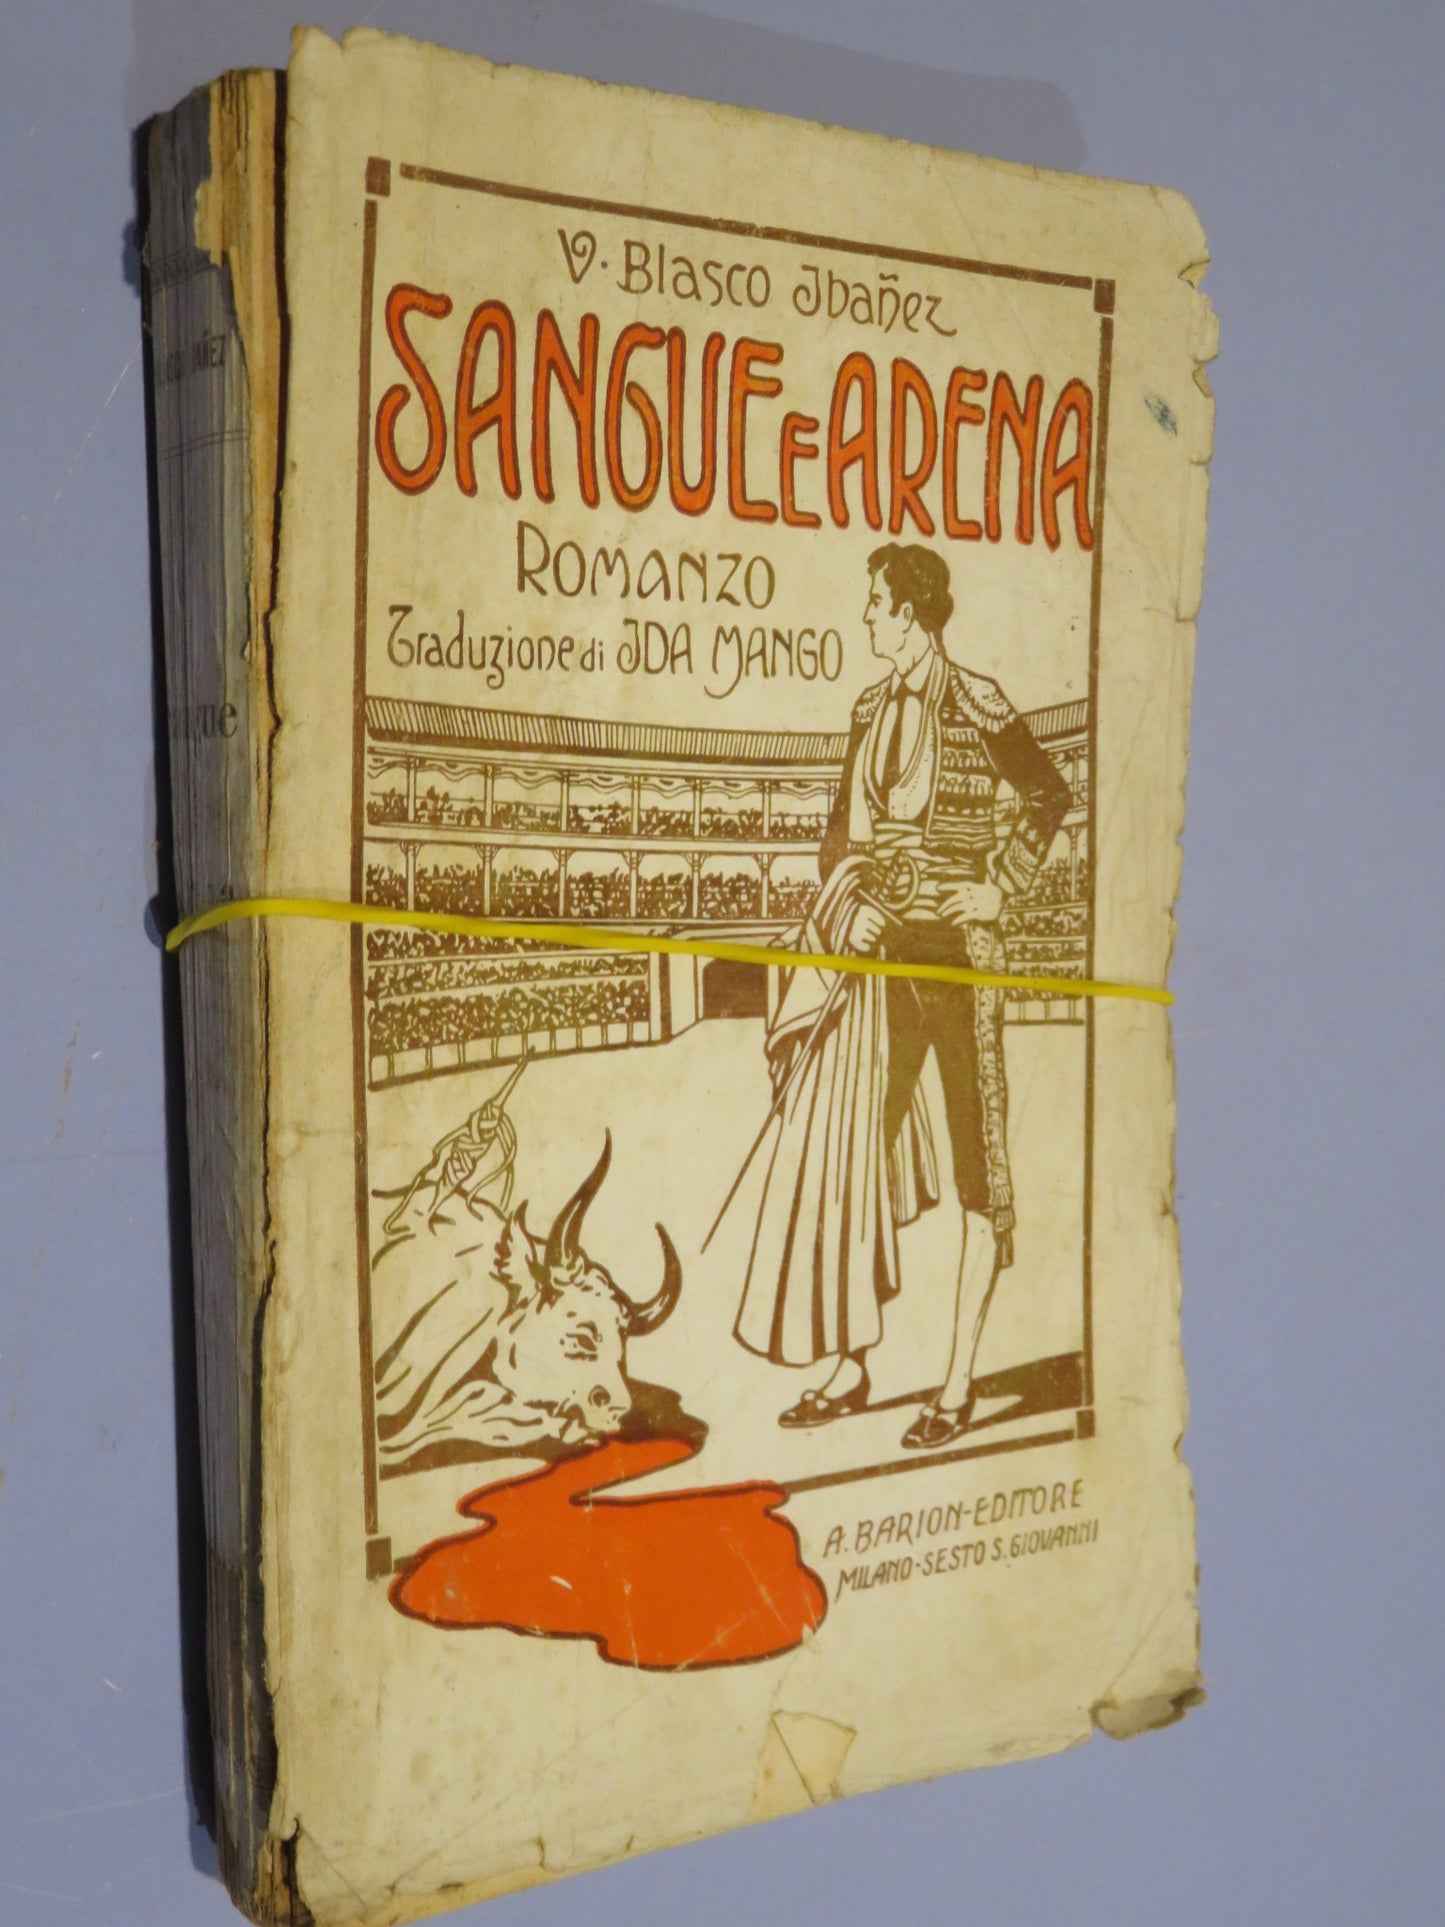 V. Blasco Ibañez
SANGUE E ARENA
ROMANZO
Traduzione di IDA MANGO
A. BARION-EDITORE
MILANO-SESTO S. GIOVANNI